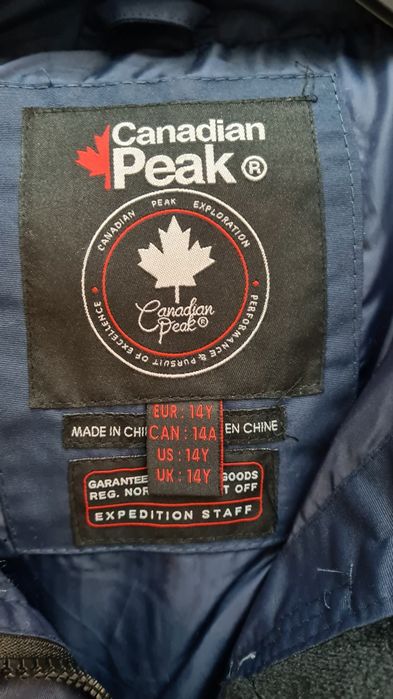 Canadian
Peak ®
CANADIAN PEAK EXPLORATION
Canadian
Peak®
• PERFORMANCE & PURSUIT OF EXCELLENCE •
EUR : 14Y
MADE IN CHI CAN : 14A EN CHINE
US : 14Y
UK : 14Y
GARANTEE GOODS
REG. NOR T OFF
EXPEDITION STAFF